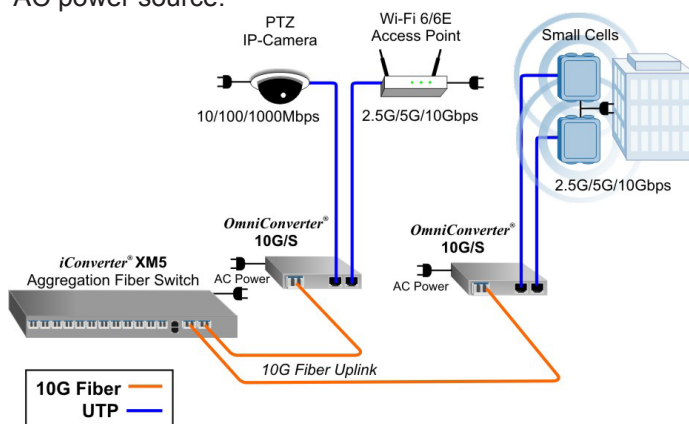 AC power source.
PTZ
IP-Camera
Wi-Fi 6/6E
Access Point
Small Cells
10/100/1000Mbps
2.5G/5G/10Gbps
2.5G/5G/10Gbps
OmniConverter®
10G/S
OmniConverter®
10G/S
iConverter® XM5
Aggregation Fiber Switch
AC Power
AC Power
10G Fiber Uplink
10G Fiber
UTP